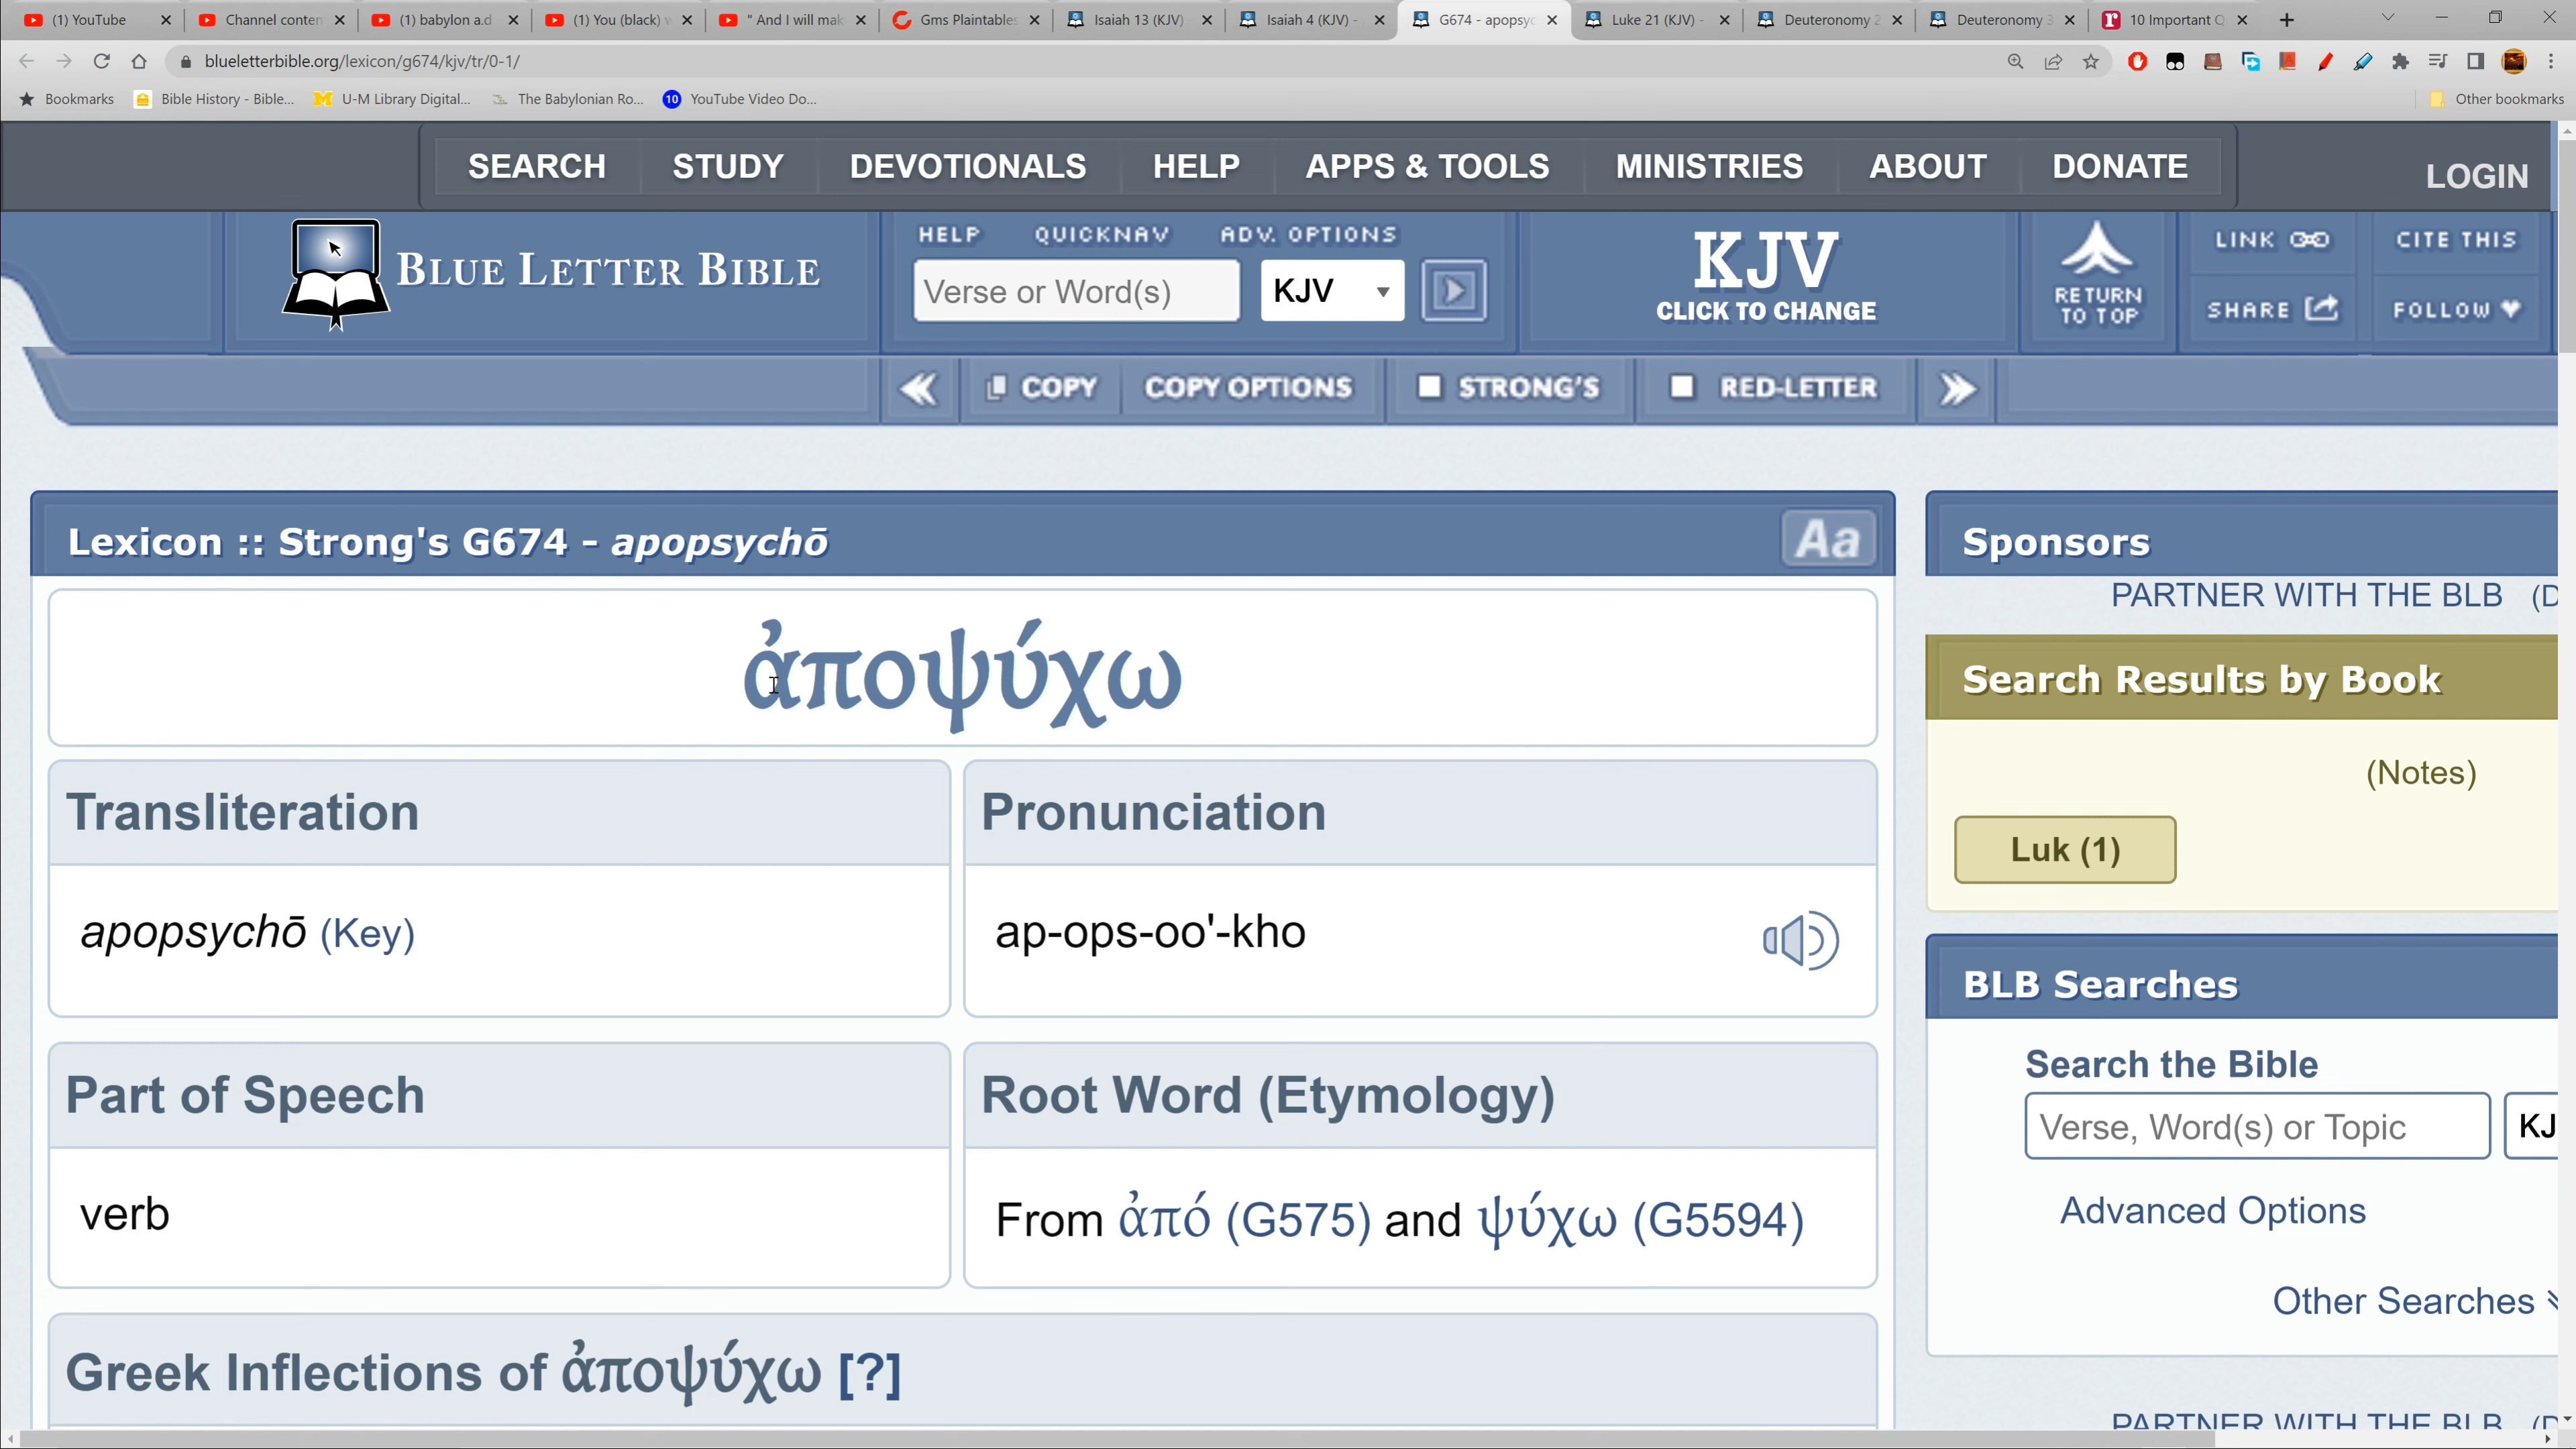 (1) YouTube
Channel conten
(1) babylon a.d
(1) You (black) w
" And I will mak
Gms Plaintables
Isaiah 13 (KJV)
Isaiah 4 (KJV) -
G674 - apopsyc
Luke 21 (KJV) -
Deuteronomy 2
Deuteronomy 3
10 Important Q
blueletterbible.org/lexicon/g674/kjv/tr/0-1/
Bookmarks
Bible History - Bible...
U-M Library Digital...
The Babylonian Ro...
10 YouTube Video Do...
Other bookmarks
SEARCH
STUDY
DEVOTIONALS
HELP
APPS & TOOLS
MINISTRIES
ABOUT
DONATE
LOGIN
BLUE LETTER BIBLE
HELP
QUICKNAV
ADV. OPTIONS
Verse or Word(s)
KJV
KJV
CLICK TO CHANGE
RETURN
TO TOP
LINK
CITE THIS
SHARE
FOLLOW
COPY
COPY OPTIONS
STRONG'S
RED-LETTER
Lexicon :: Strong's G674 - apopsychō
Aa
ἀποψύχω
Transliteration
apopsychō (Key)
Pronunciation
ap-ops-oo'-kho
Part of Speech
verb
Root Word (Etymology)
From ἀπό (G575) and ψύχω (G5594)
Greek Inflections of ἀποψύχω [?]
Sponsors
PARTNER WITH THE BLB (D
Search Results by Book
(Notes)
Luk (1)
BLB Searches
Search the Bible
Verse, Word(s) or Topic
KJ
Advanced Options
Other Searches
PARTNER WITH THE BLB (D